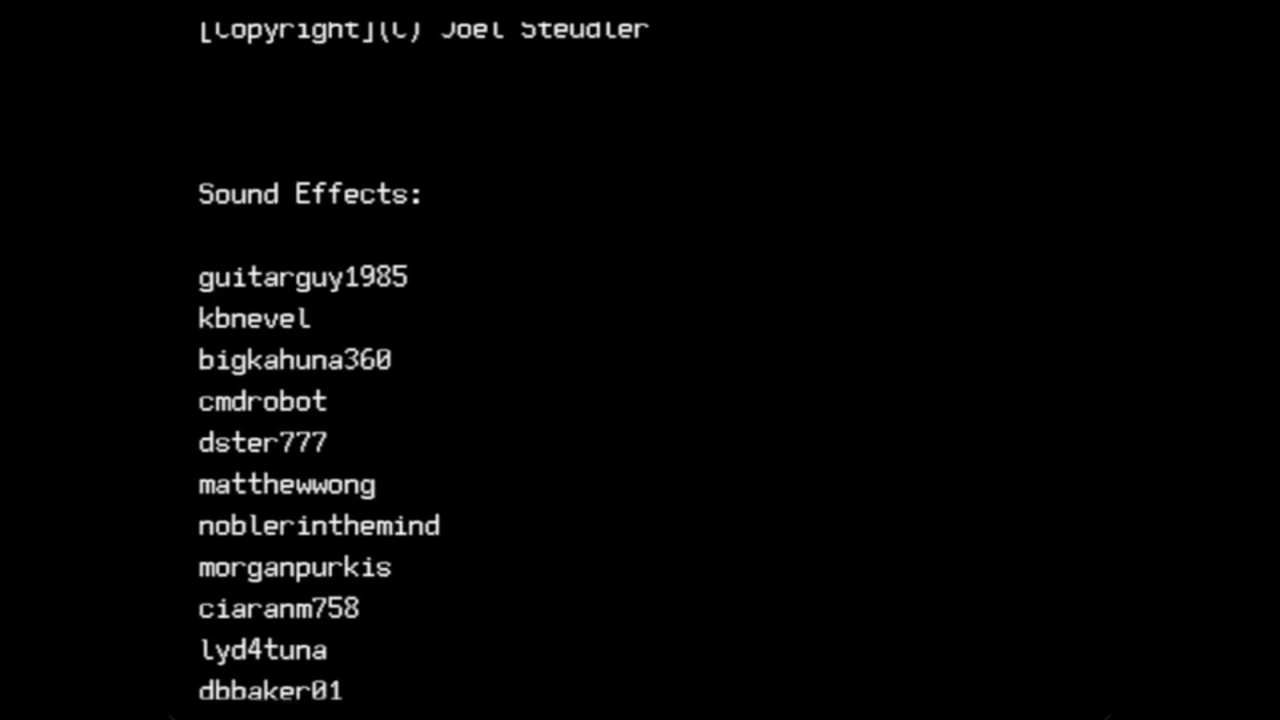 [Copyright](C) Joel Steudler
Sound Effects:
guitarguy1985
kbnevel
bigkahuna360
cmdrobot
dster777
matthewwong
noblerinthemind
morganpurkis
ciaranm758
lyd4tuna
dbbaker01